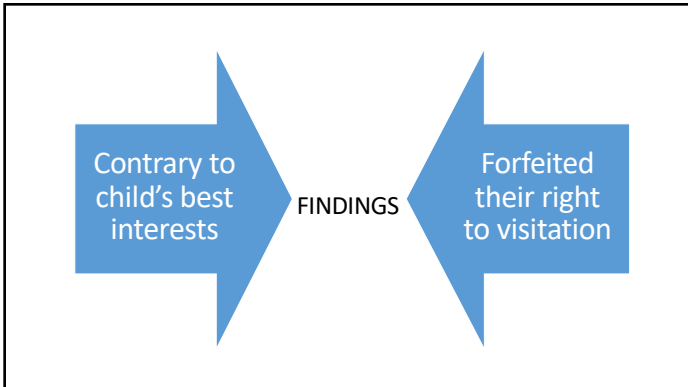 Contrary to
child's best
interests
FINDINGS
Forfeited
their right
to visitation